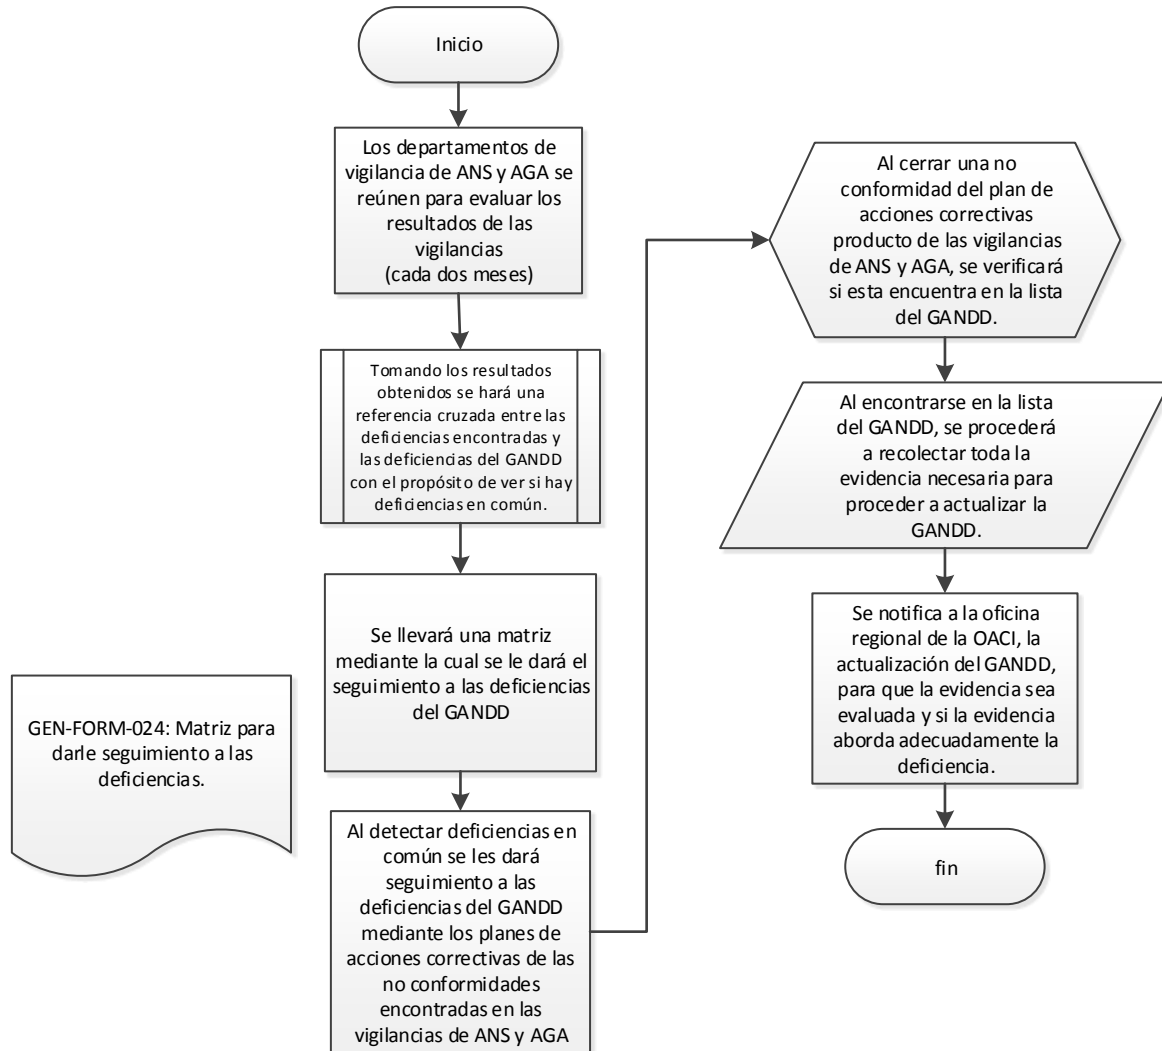 Inicio
Los departamentos de
vigilancia de ANS y AGA se
reúnen para evaluar los
resultados de las
vigilancias
(cada dos meses)
Tomando los resultados
obtenidos se hará una
referencia cruzada entre las
deficiencias encontradas y
las deficiencias del GANDD
con el propósito de ver si hay
deficiencias en común.
Se llevará una matriz
mediante la cual se le dará el
seguimiento a las deficiencias
del GANDD
GEN-FORM-024: Matriz para
darle seguimiento a las
deficiencias.
Al detectar deficiencias en
común se les dará
seguimiento a las
deficiencias del GANDD
mediante los planes de
acciones correctivas de las
no conformidades
encontradas en las
vigilancias de ANS y AGA
Al cerrar una no
conformidad del plan de
acciones correctivas
producto de las vigilancias
de ANS y AGA, se verificará
si esta encuentra en la lista
del GANDD.
Al encontrarse en la lista
del GANDD, se procederá
a recolectar toda la
evidencia necesaria para
proceder a actualizar la
GANDD.
Se notifica a la oficina
regional de la OACI, la
actualización del GANDD,
para que la evidencia sea
evaluada y si la evidencia
aborda adecuadamente la
deficiencia.
fin